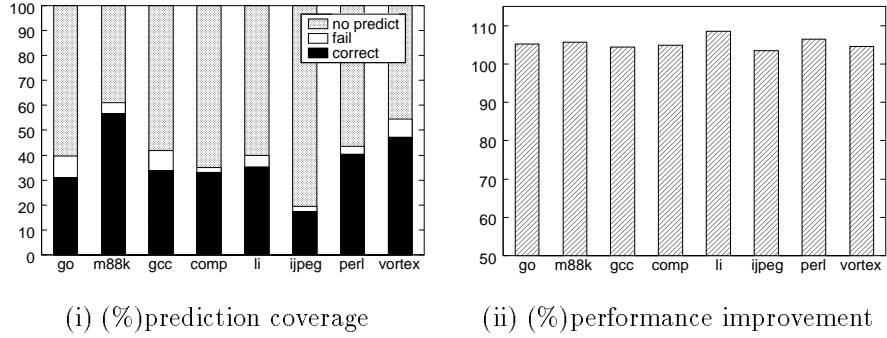 100
90
80
70
60
50
40
30
20
10
0
no predict
fail
correct
go m88k gcc comp li ijpeg perl vortex
(i) (%)prediction coverage
110
100
90
80
70
60
50
go m88k gcc comp li ijpeg perl vortex
(ii) (%)performance improvement